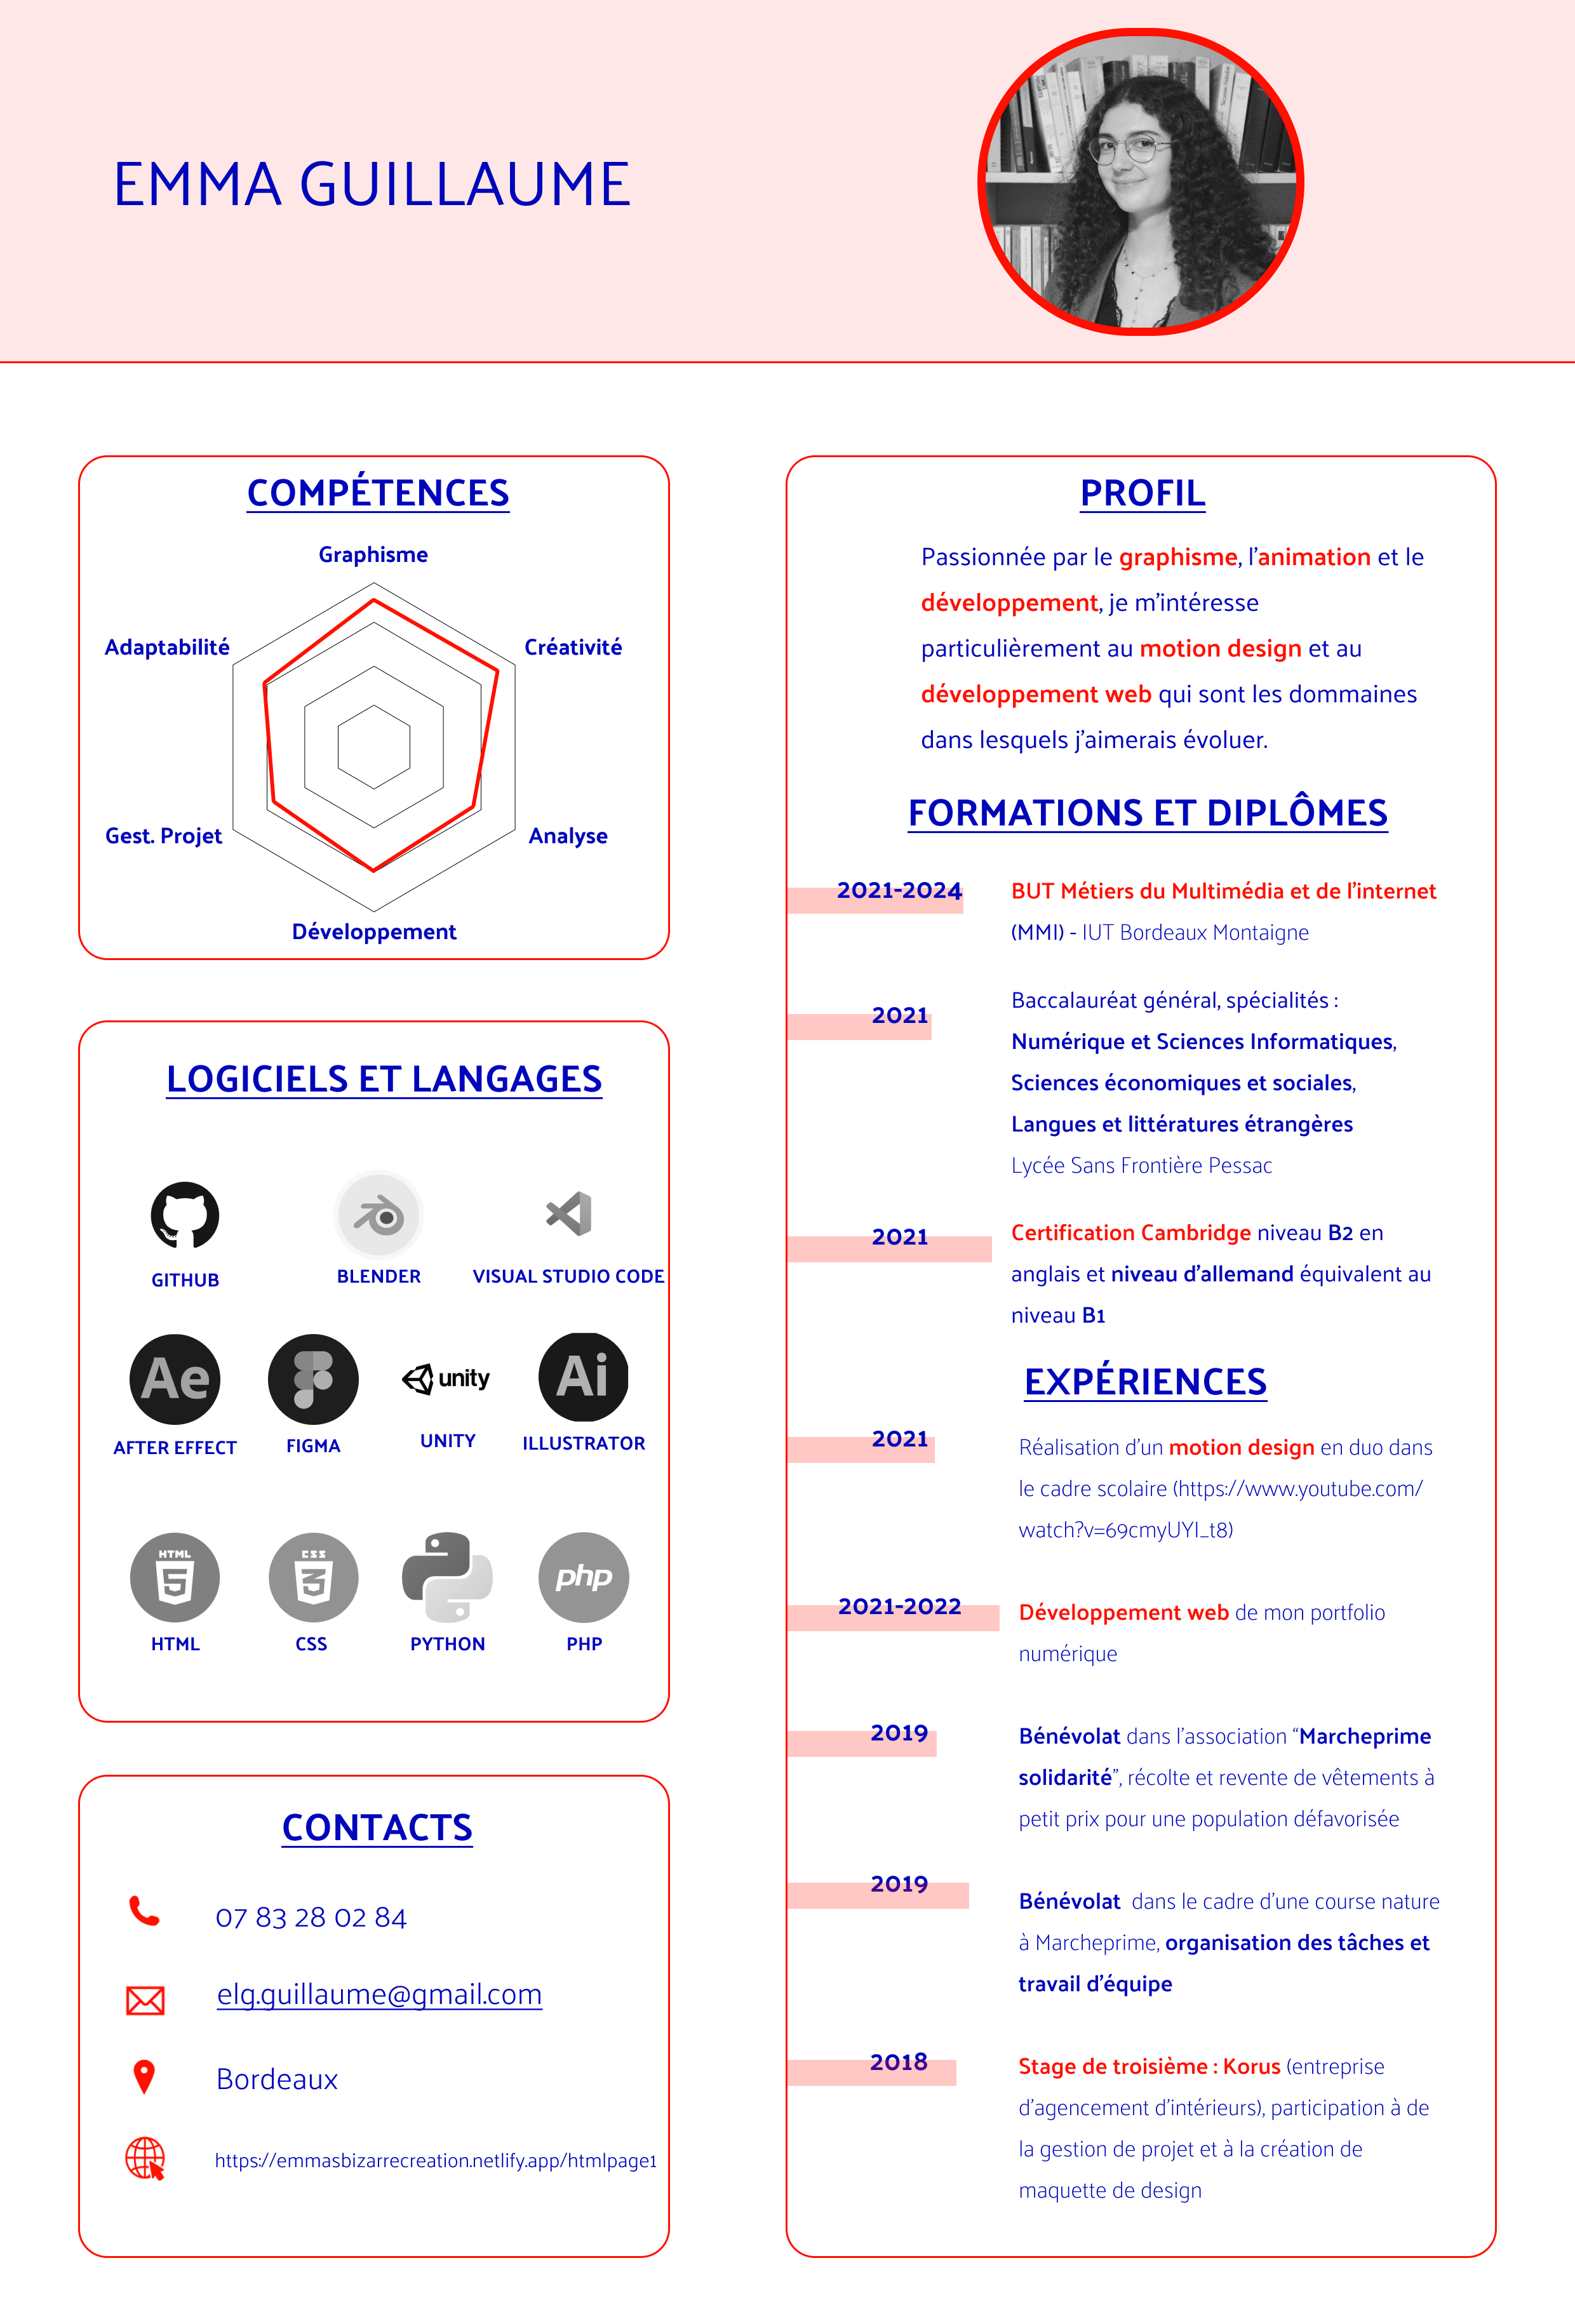 EMMA GUILLAUME
COMPÉTENCES
Graphisme
Adaptabilité
Créativité
Gest. Projet
Analyse
Développement
LOGICIELS ET LANGAGES
GITHUB
BLENDER
VISUAL STUDIO CODE
Ae
unity
Ai
AFTER EFFECT
FIGMA
UNITY
ILLUSTRATOR
HTML
5
CSS
3
php
HTML
CSS
PYTHON
PHP
CONTACTS
07 83 28 02 84
elg.guillaume@gmail.com
Bordeaux
https://emmasbizarrecreation.netlify.app/htmlpage1
PROFIL
Passionnée par le graphisme, l'animation et le
développement, je m'intéresse
particulièrement au motion design et au
développement web qui sont les dommaines
dans lesquels j'aimerais évoluer.
FORMATIONS ET DIPLÔMES
2021-2024
BUT Métiers du Multimédia et de l'internet
(MMI) - IUT Bordeaux Montaigne
2021
Baccalauréat général, spécialités :
Numérique et Sciences Informatiques,
Sciences économiques et sociales,
Langues et littératures étrangères
Lycée Sans Frontière Pessac
2021
Certification Cambridge niveau B2 en
anglais et niveau d'allemand équivalent au
niveau B1
EXPÉRIENCES
2021
Réalisation d'un motion design en duo dans
le cadre scolaire (https://www.youtube.com/
watch?v=69cmyUYI_t8)
2021-2022
Développement web de mon portfolio
numérique
2019
Bénévolat dans l'association “Marcheprime
solidarité”, récolte et revente de vêtements à
petit prix pour une population défavorisée
2019
Bénévolat dans le cadre d'une course nature
à Marcheprime, organisation des tâches et
travail d'équipe
2018
Stage de troisième : Korus (entreprise
d'agencement d'intérieurs), participation à de
la gestion de projet et à la création de
maquette de design